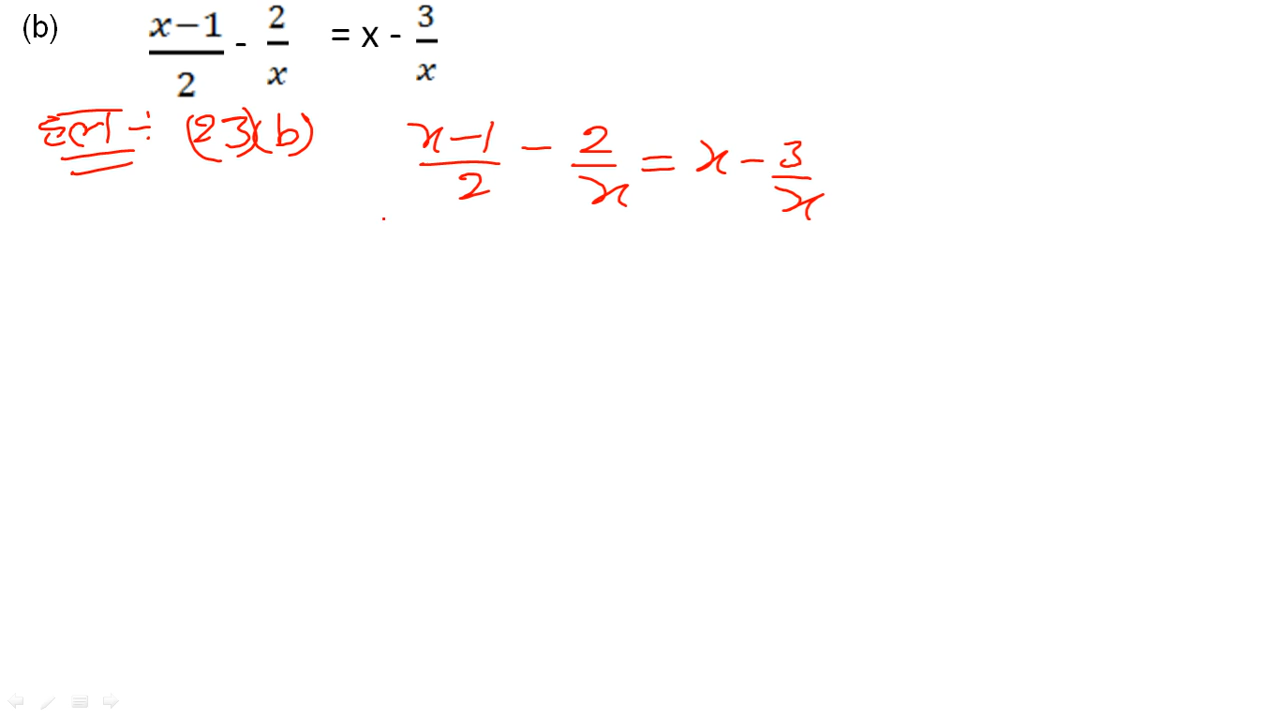 (b) (x-1)/2 - 2/x = x - 3/x
हल :- (23)(b) (x-1)/2 - 2/x = x - 3/x